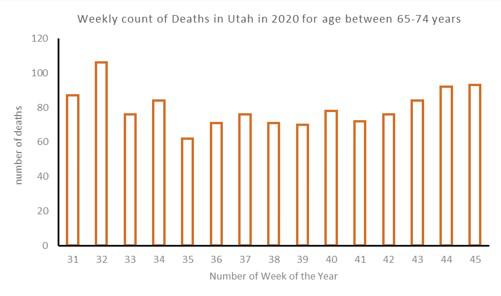 Weekly count of Deaths in Utah in 2020 for age between 65-74 years
120
100
80
60
40
20
0
number of deaths
31 32 33 34 35 36 37 38 39 40 41 42 43 44 45
Number of Week of the Year